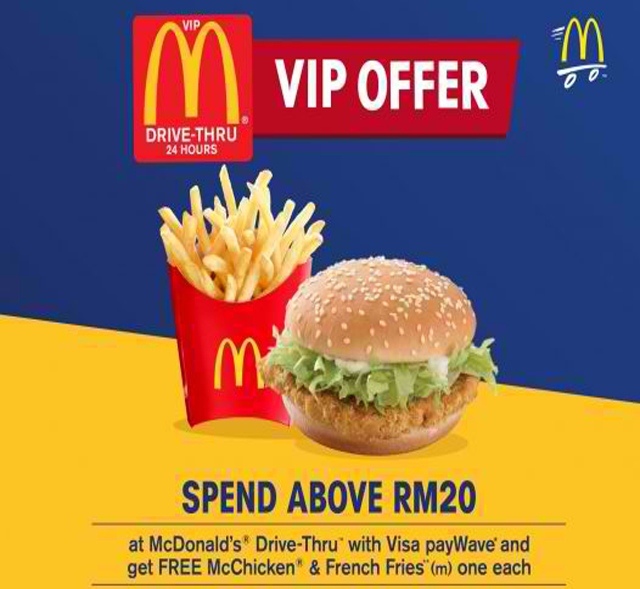 VIP
DRIVE-THRU®
24 HOURS
VIP OFFER
SPEND ABOVE RM20
at McDonald's® Drive-Thru™ with Visa payWave* and
get FREE McChicken® & French Fries™ (m) one each